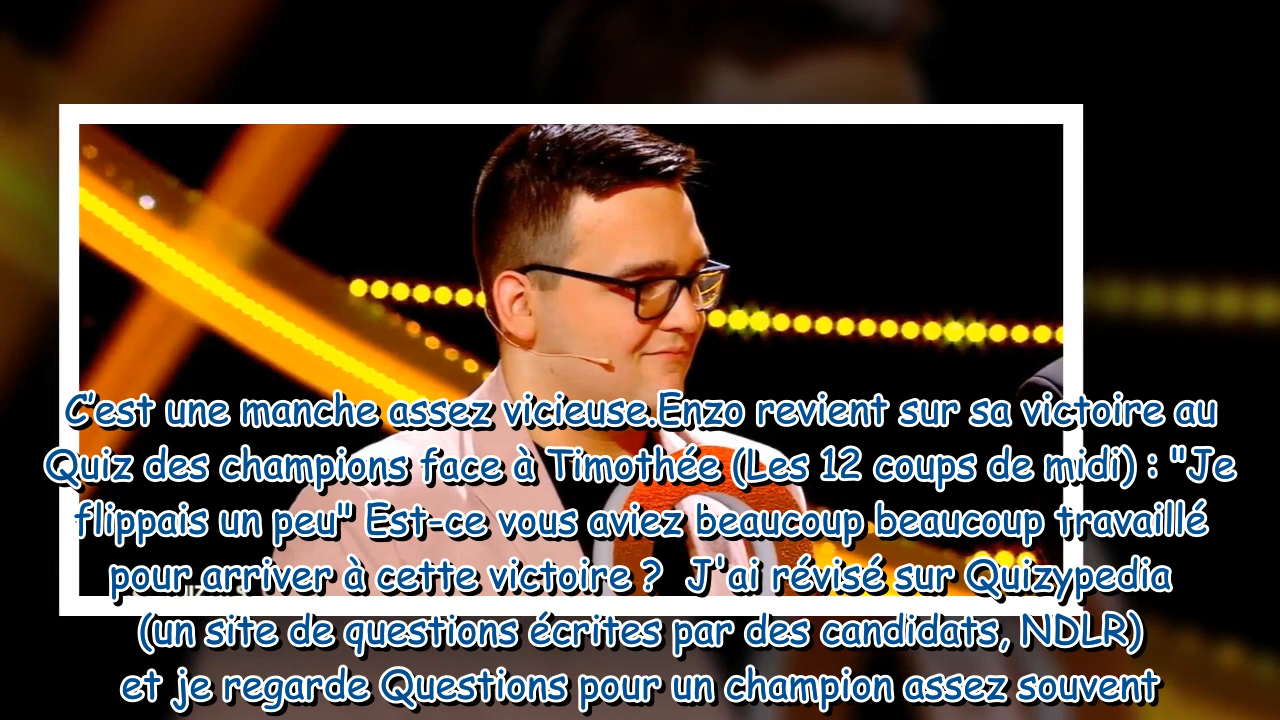 C'est une manche assez vicieuse.Enzo revient sur sa victoire au
Quiz des champions face à Timothée (Les 12 coups de midi) : "Je
flippais un peu" Est-ce vous aviez beaucoup beaucoup travaillé
pour arriver à cette victoire ?  J'ai révisé sur Quizypedia
(un site de questions écrites par des candidats, NDLR)
et je regarde Questions pour un champion assez souvent